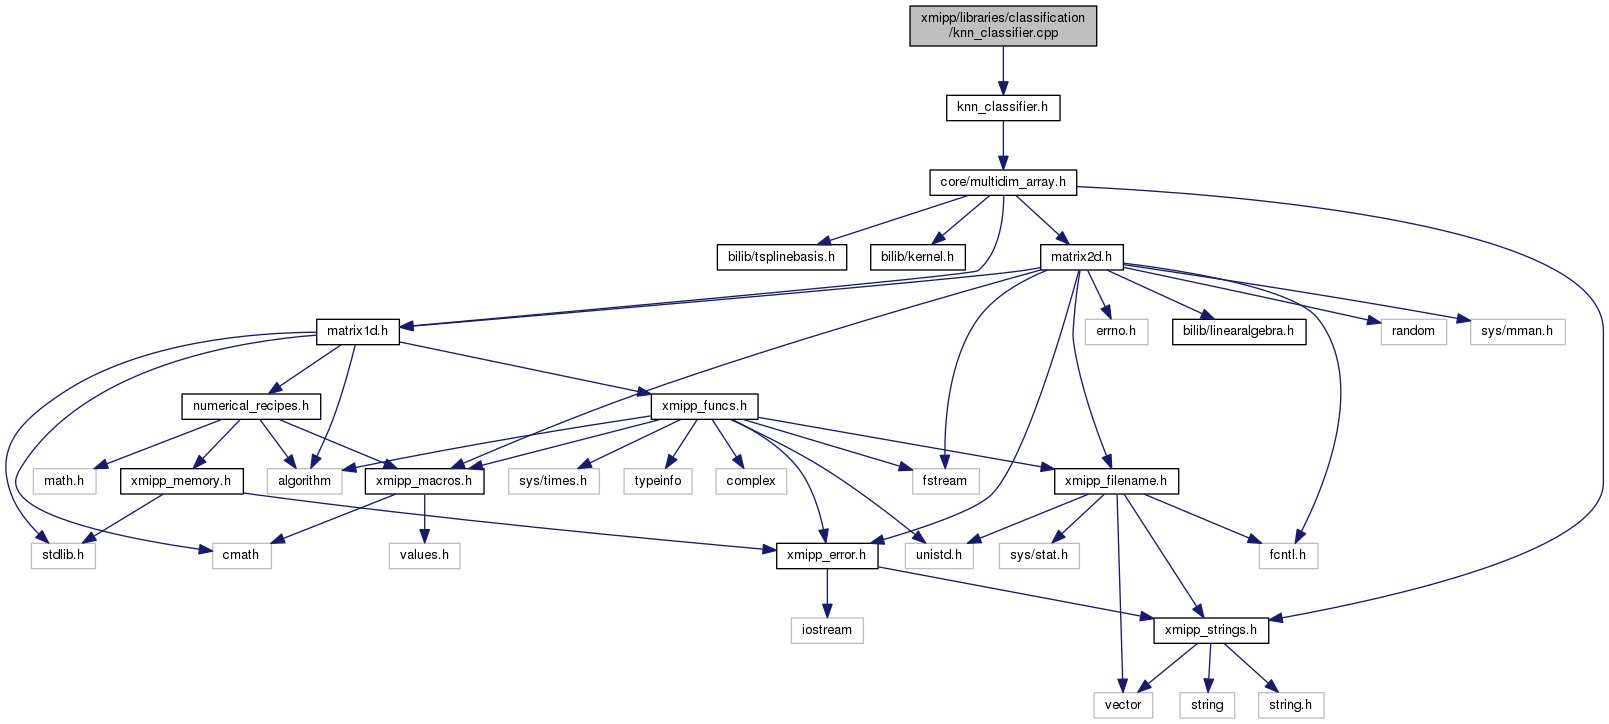 xmipp/libraries/classification
/knn_classifier.cpp
knn_classifier.h
core/multidim_array.h
bilib/tsplinebasis.h
bilib/kernel.h
matrix2d.h
matrix1d.h
errno.h
bilib/linearalgebra.h
random
sys/mman.h
numerical_recipes.h
xmipp_funcs.h
math.h
xmipp_memory.h
algorithm
xmipp_macros.h
sys/times.h
typeinfo
complex
fstream
xmipp_filename.h
stdlib.h
cmath
values.h
xmipp_error.h
unistd.h
sys/stat.h
fcntl.h
iostream
xmipp_strings.h
vector
string
string.h